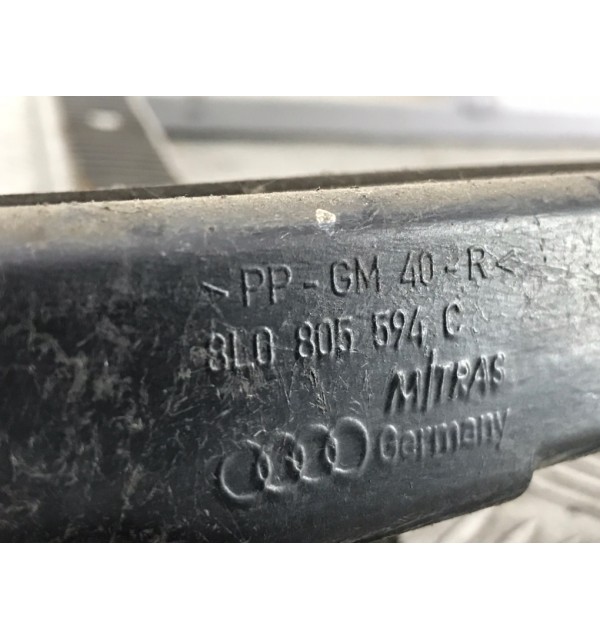 >PP-GM 40-R<
8L0 805 594 C
MITRAS
Germany